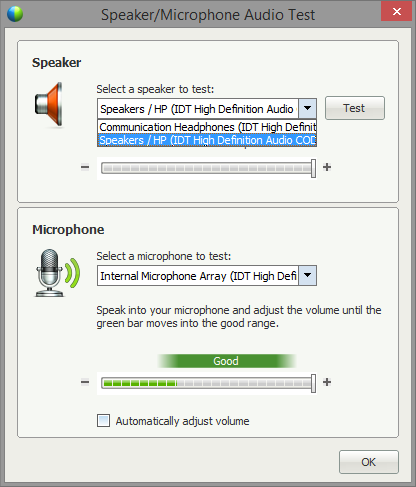 Speaker/Microphone Audio Test
Speaker
Select a speaker to test:
Speakers / HP (IDT High Definition Audio
Test
Communication Headphones (IDT High Definit
Speakers / HP (IDT High Definition Audio COD
Microphone
Select a microphone to test:
Internal Microphone Array (IDT High Defi
Speak into your microphone and adjust the volume until the
green bar moves into the good range.
Good
Automatically adjust volume
OK